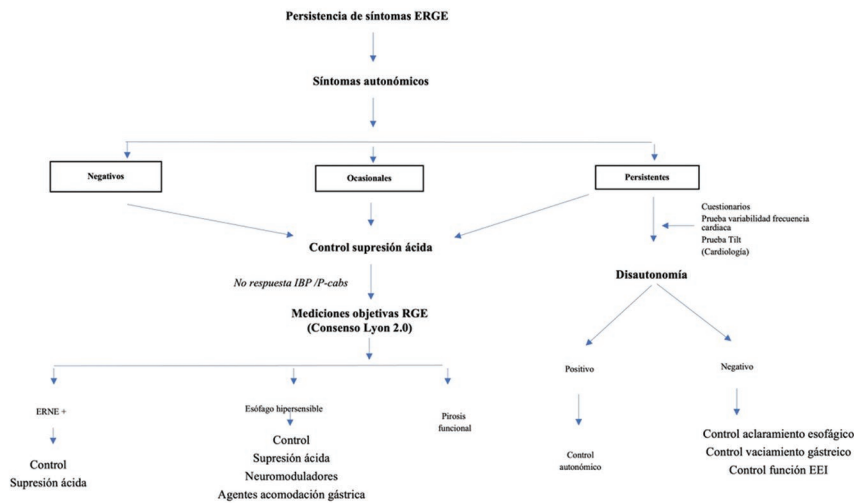 Persistencia de síntomas ERGE
Síntomas autonómicos
Negativos
Ocasionales
Persistentes
Cuestionarios
Prueba variabilidad frecuencia
cardiaca
Prueba Tilt
(Cardiología)
Control supresión ácida
Disautonomía
No respuesta IBP /P-cabs
Mediciones objetivas RGE
(Consenso Lyon 2.0)
Positivo
Negativo
ERNE +
Esófago hipersensible
Pirosis
funcional
Control
Supresión ácida
Control
Supresión ácida
Neuromoduladores
Agentes acomodación gástrica
Control
autonómico
Control aclaramiento esofágico
Control vaciamiento gástreico
Control función EEI